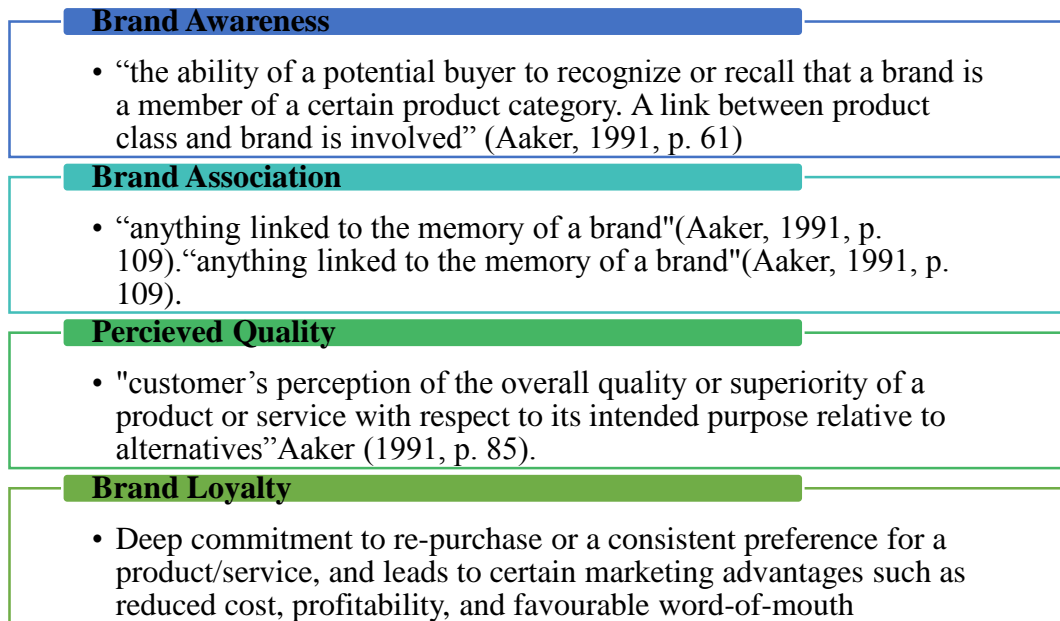 Brand Awareness
• “the ability of a potential buyer to recognize or recall that a brand is
a member of a certain product category. A link between product
class and brand is involved” (Aaker, 1991, p. 61)
Brand Association
• “anything linked to the memory of a brand"(Aaker, 1991, p.
109).“anything linked to the memory of a brand"(Aaker, 1991, p.
109).
Percieved Quality
• "customer’s perception of the overall quality or superiority of a
product or service with respect to its intended purpose relative to
alternatives”Aaker (1991, p. 85).
Brand Loyalty
• Deep commitment to re-purchase or a consistent preference for a
product/service, and leads to certain marketing advantages such as
reduced cost, profitability, and favourable word-of-mouth